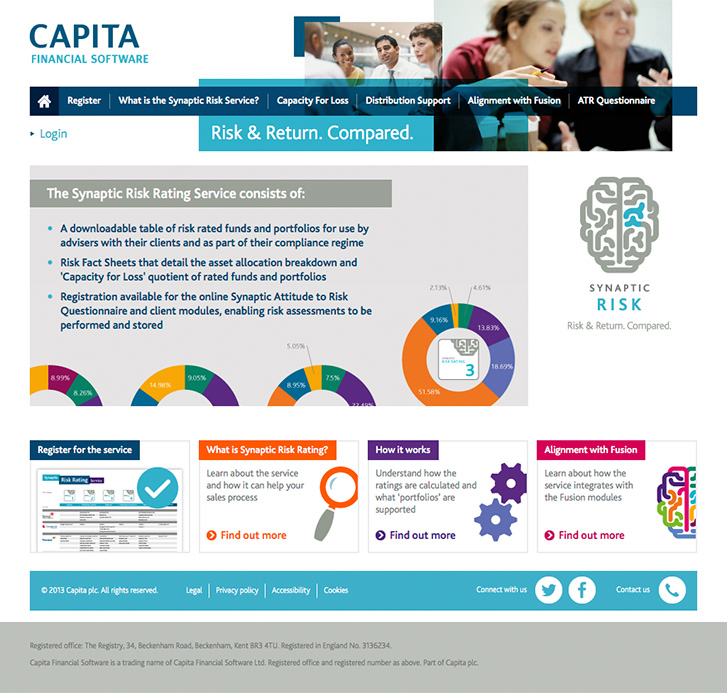 CAPITA
FINANCIAL SOFTWARE
Register
What is the Synaptic Risk Service?
Capacity For Loss
Distribution Support
Alignment with Fusion
ATR Questionnaire
Login
Risk & Return. Compared.
The Synaptic Risk Rating Service consists of:
A downloadable table of risk rated funds and portfolios for use by
advisers with their clients and as part of their compliance regime
Risk Fact Sheets that detail the asset allocation breakdown and
'Capacity for Loss' quotient of rated funds and portfolios
Registration available for the online Synaptic Attitude to Risk
Questionnaire and client modules, enabling risk assessments to be
performed and stored
8.99%
8.26%
14.98%
9.05%
5.05%
8.95%
7.5%
22.49%
2.13%
4.61%
9.16%
13.83%
18.69%
51.58%
RISK RATING
3
SYNAPTIC
RISK
Risk & Return. Compared.
Register for the service
Synaptic Risk Rating Service
What is Synaptic Risk Rating?
Learn about the service
and how it can help your
sales process
Find out more
How it works
Understand how the
ratings are calculated and
what 'portfolios' are
supported
Find out more
Alignment with Fusion
Learn about how the
service integrates with
the Fusion modules
Find out more
© 2013 Capita plc. All rights reserved.
Legal
Privacy policy
Accessibility
Cookies
Connect with us
Contact us
Registered office: The Registry, 34, Beckenham Road, Beckenham, Kent BR3 4TU. Registered in England No. 3136234.
Capita Financial Software is a trading name of Capita Financial Software Ltd. Registered office and registered number as above. Part of Capita plc.